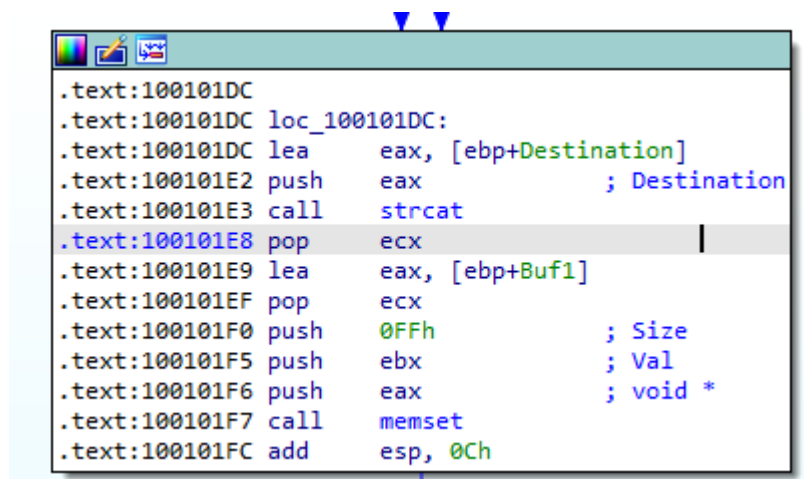 .text:100101DC
.text:100101DC loc_100101DC:
.text:100101DC lea     eax, [ebp+Destination]
.text:100101E2 push    eax             ; Destination
.text:100101E3 call    strcat
.text:100101E8 pop     ecx
.text:100101E9 lea     eax, [ebp+Buf1]
.text:100101EF pop     ecx
.text:100101F0 push    0FFh            ; Size
.text:100101F5 push    ebx             ; Val
.text:100101F6 push    eax             ; void *
.text:100101F7 call    memset
.text:100101FC add     esp, 0Ch